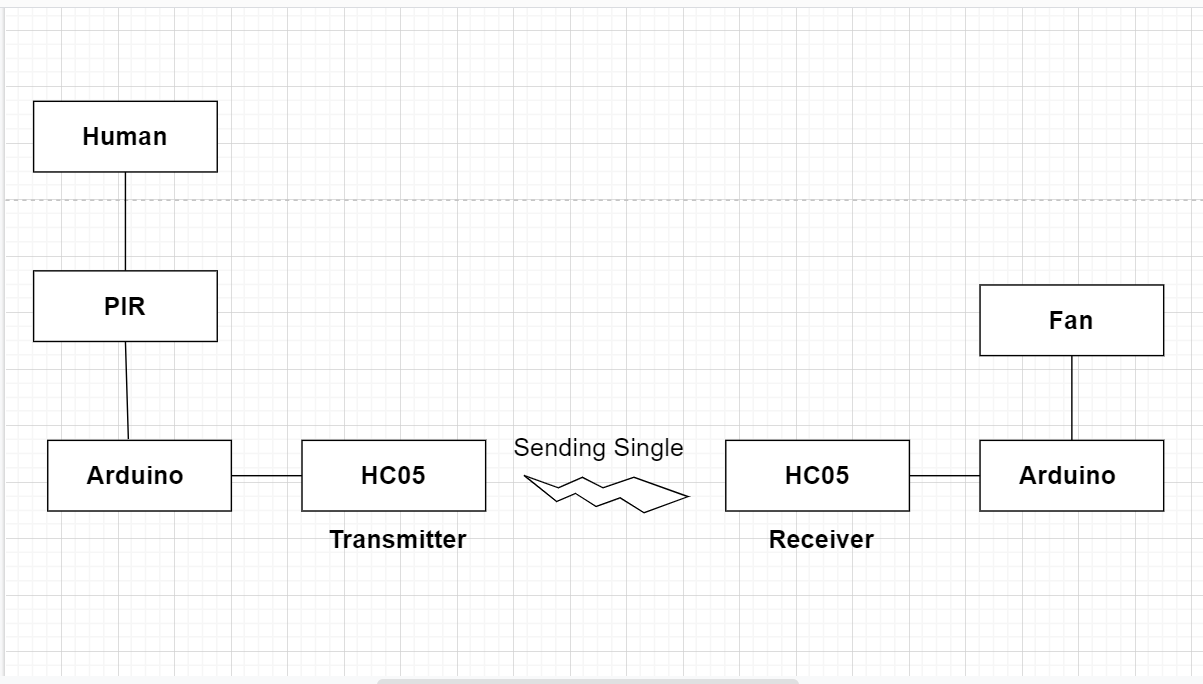 Human
PIR
Fan
Sending Single
Arduino
HC05
HC05
Arduino
Transmitter
Receiver